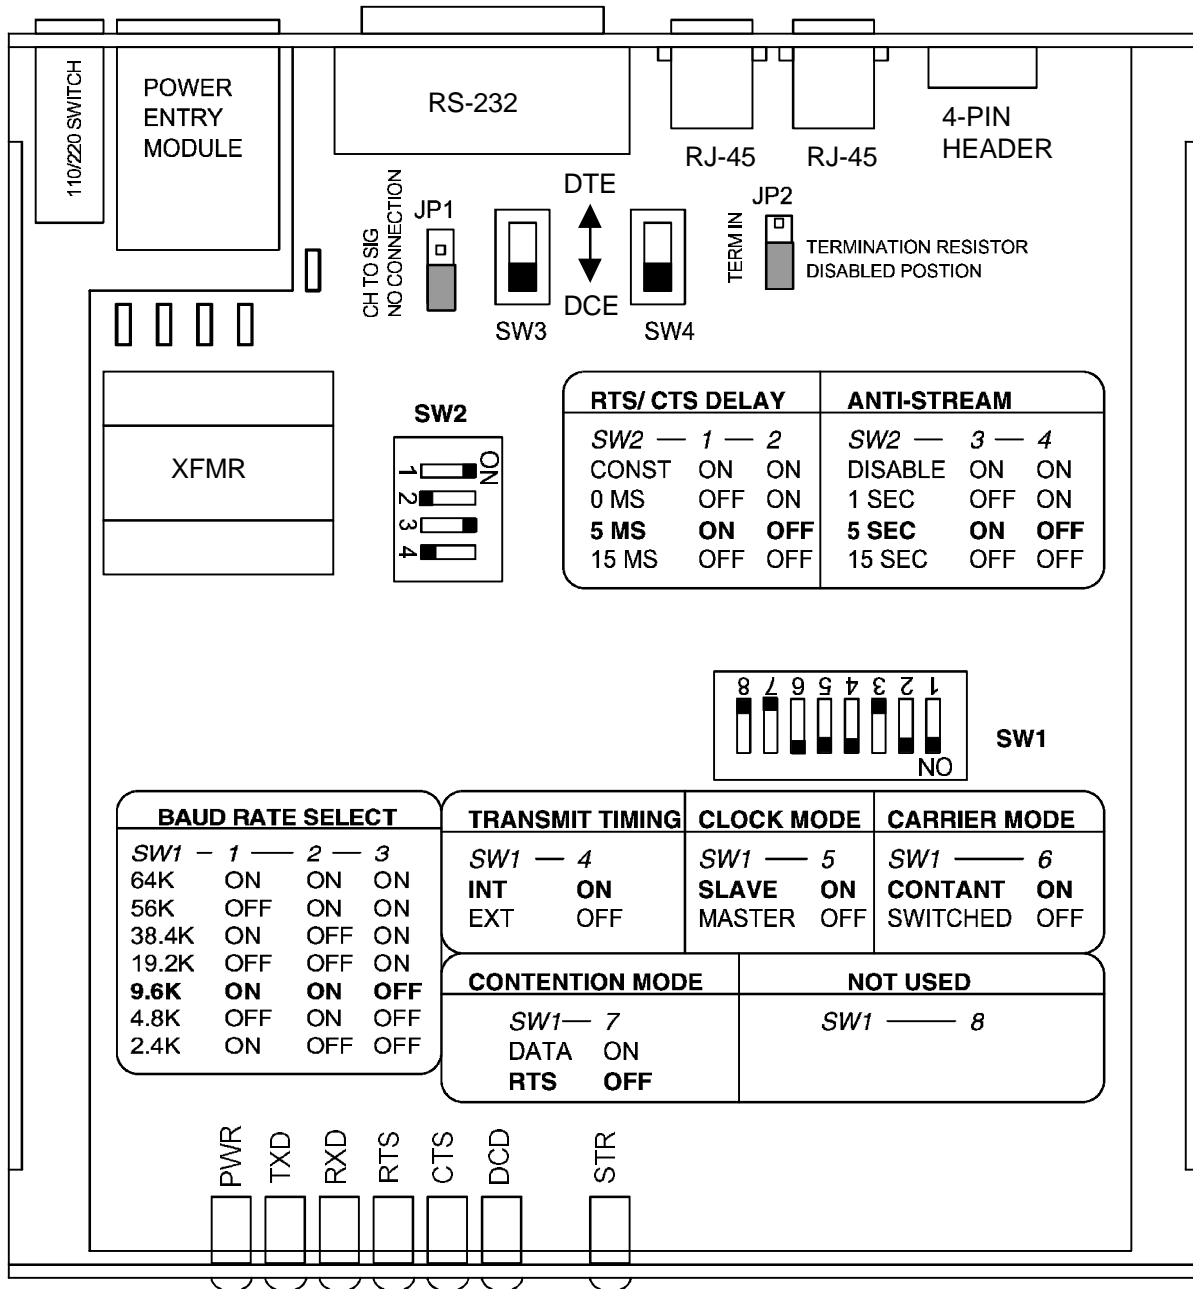 110/220 SWITCH
POWER
ENTRY
MODULE
RS-232
RJ-45
RJ-45
4-PIN
HEADER
CH TO SIG
NO CONNECTION
JP1
SW3
DTE
DCE
SW4
TERM IN
JP2
TERMINATION RESISTOR
DISABLED POSTION
XFMR
SW2
ON
1
2
3
4
RTS/ CTS DELAY
SW2 — 1 — 2
CONST ON ON
0 MS OFF ON
5 MS ON OFF
15 MS OFF OFF
ANTI-STREAM
SW2 — 3 — 4
DISABLE ON ON
1 SEC OFF ON
5 SEC ON OFF
15 SEC OFF OFF
8 7 6 5 4 3 2 1
ON
SW1
BAUD RATE SELECT
SW1 – 1 — 2 — 3
64K ON ON ON
56K OFF ON ON
38.4K ON OFF ON
19.2K OFF OFF ON
9.6K ON ON OFF
4.8K OFF ON OFF
2.4K ON OFF OFF
TRANSMIT TIMING
SW1 — 4
INT ON
EXT OFF
CLOCK MODE
SW1 — 5
SLAVE ON
MASTER OFF
CARRIER MODE
SW1 — 6
CONTANT ON
SWITCHED OFF
CONTENTION MODE
SW1— 7
DATA ON
RTS OFF
NOT USED
SW1 — 8
PWR
TXD
RXD
RTS
CTS
DCD
STR